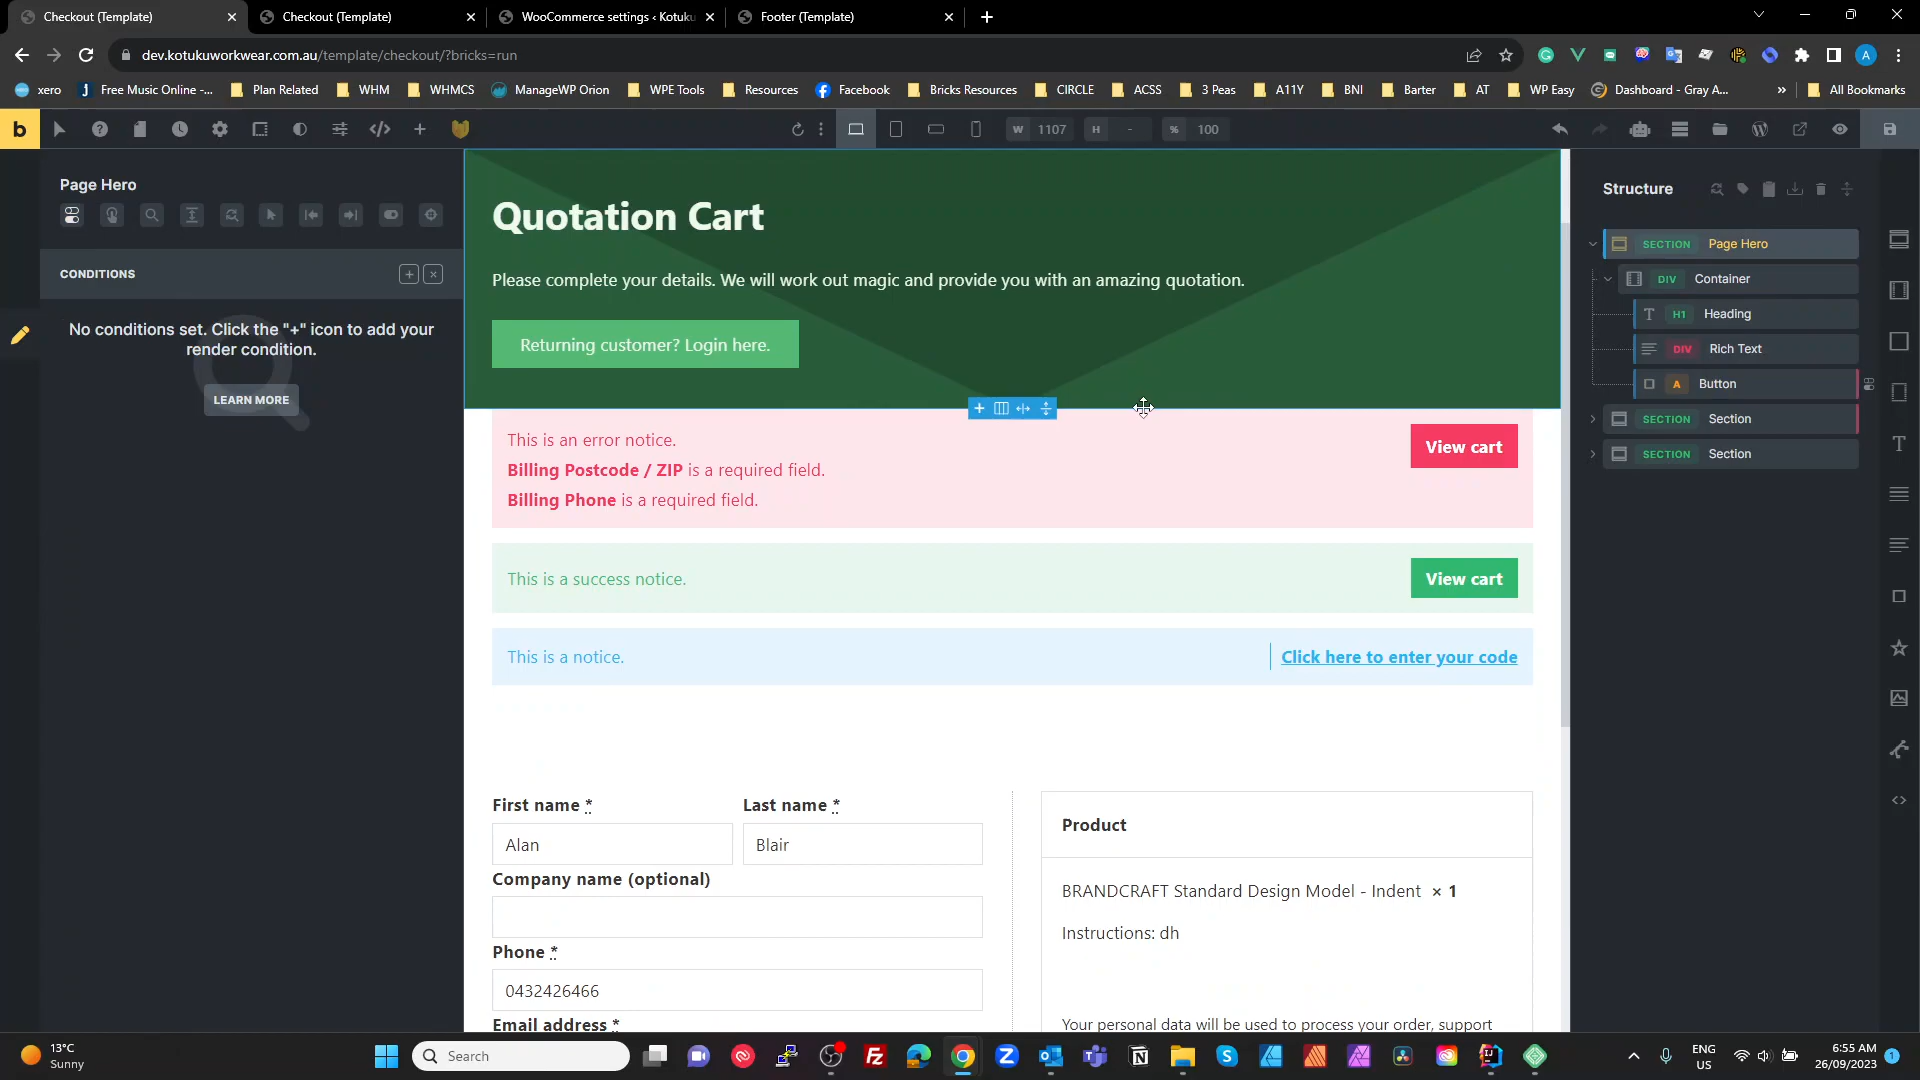 Checkout (Template)
Checkout (Template)
WooCommerce settings ‹ Kotuku
Footer (Template)
dev.kotukuworkwear.com.au/template/checkout/?bricks=run
xero
Free Music Online -...
Plan Related
WHM
WHMCS
ManageWP Orion
WPE Tools
Resources
Facebook
Bricks Resources
CIRCLE
ACSS
3 Peas
A11Y
BNI
Barter
AT
WP Easy
Dashboard - Gray A...
»
All Bookmarks
b
W 1107
H -
% 100
Page Hero
CONDITIONS
No conditions set. Click the "+" icon to add your
render condition.
LEARN MORE
Quotation Cart
Please complete your details. We will work out magic and provide you with an amazing quotation.
Returning customer? Login here.
This is an error notice.
Billing Postcode / ZIP is a required field.
Billing Phone is a required field.
View cart
This is a success notice.
View cart
This is a notice.
Click here to enter your code
First name *
Last name *
Alan
Blair
Company name (optional)
Phone *
0432426466
Email address *
Product
BRANDCRAFT Standard Design Model - Indent × 1
Instructions: dh
Your personal data will be used to process your order, support
Structure
SECTION Page Hero
DIV Container
H1 Heading
DIV Rich Text
A Button
SECTION Section
SECTION Section
13°C
Sunny
Search
ENG
US
6:55 AM
26/09/2023